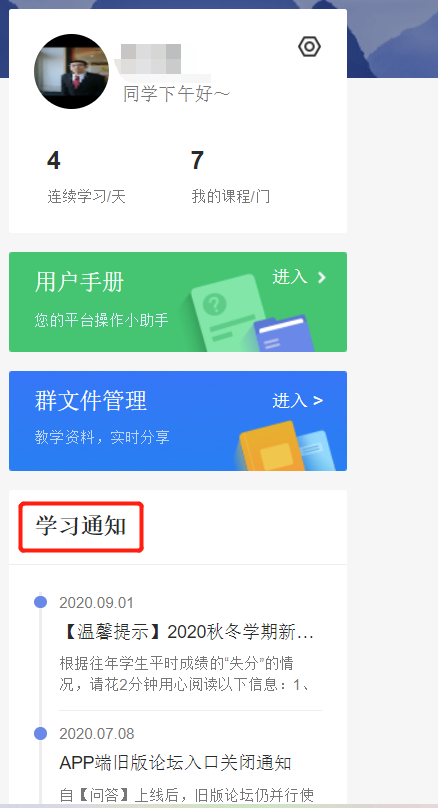 同学下午好～
4
7
连续学习/天
我的课程/门
用户手册
进入 >
您的平台操作小助手
群文件管理
进入 >
教学资料，实时分享
学习通知
2020.09.01
【温馨提示】2020秋冬学期新...
根据往年学生平时成绩的“失分”的情
况，请花2分钟用心阅读以下信息：1、
2020.07.08
APP端旧版论坛入口关闭通知
自【问答】上线后，旧版论坛仍并行使